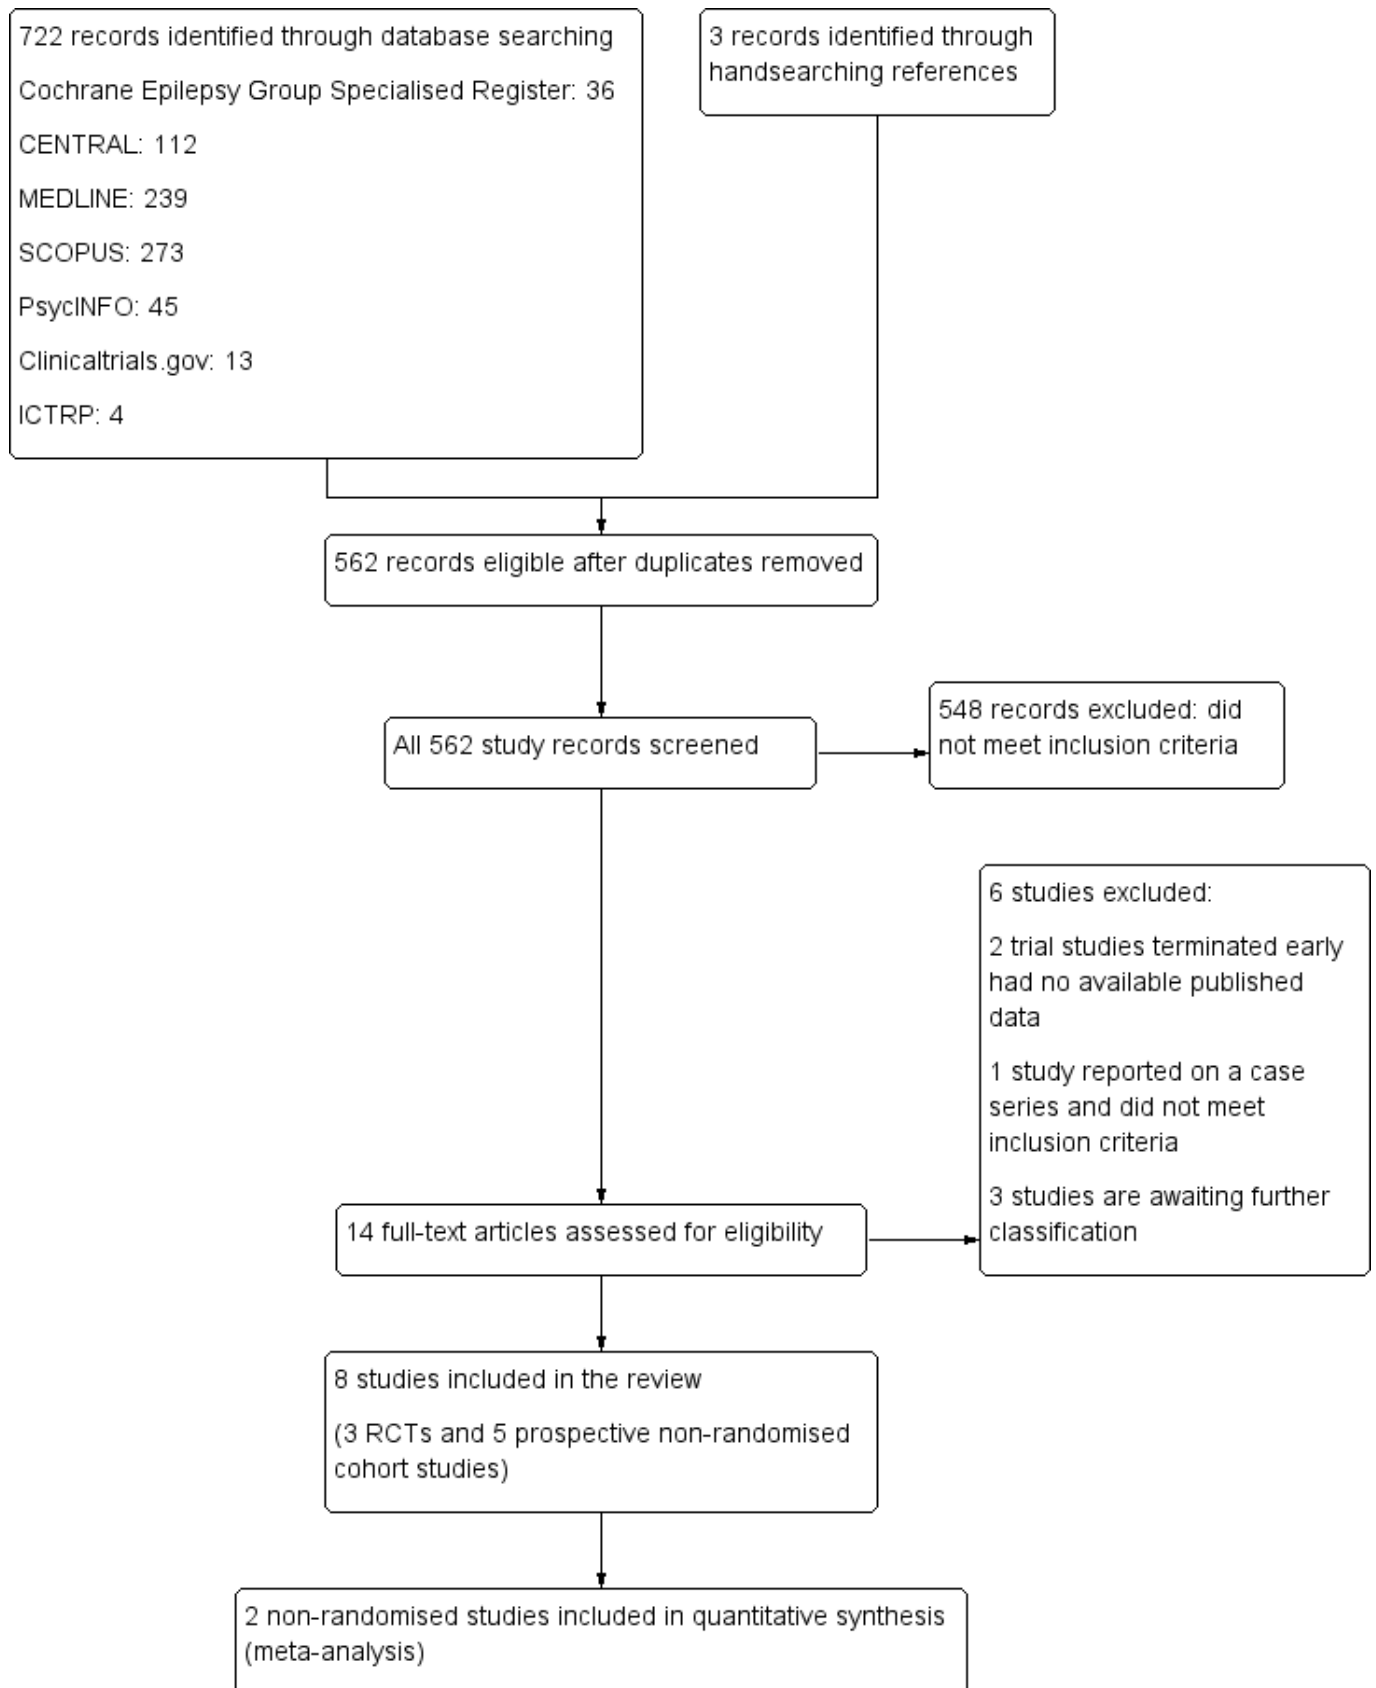 722 records identified through database searching
Cochrane Epilepsy Group Specialised Register: 36
CENTRAL: 112
MEDLINE: 239
SCOPUS: 273
PsycINFO: 45
Clinicaltrials.gov: 13
ICTRP: 4
3 records identified through
handsearching references
562 records eligible after duplicates removed
All 562 study records screened
548 records excluded: did
not meet inclusion criteria
14 full-text articles assessed for eligibility
6 studies excluded:
2 trial studies terminated early
had no available published
data
1 study reported on a case
series and did not meet
inclusion criteria
3 studies are awaiting further
classification
8 studies included in the review
(3 RCTs and 5 prospective non-randomised
cohort studies)
2 non-randomised studies included in quantitative synthesis
(meta-analysis)